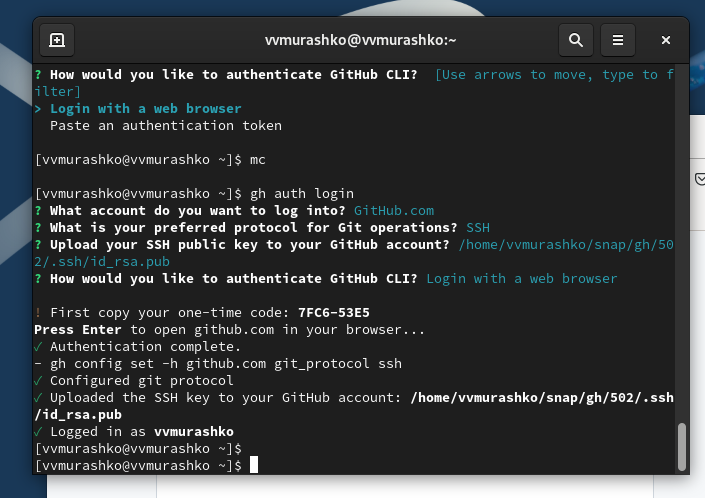 vvmurashko@vvmurashko:~
? How would you like to authenticate GitHub CLI?  [Use arrows to move, type to f
ilter]
> Login with a web browser
  Paste an authentication token
[vvmurashko@vvmurashko ~]$ mc
[vvmurashko@vvmurashko ~]$ gh auth login
? What account do you want to log into? GitHub.com
? What is your preferred protocol for Git operations? SSH
? Upload your SSH public key to your GitHub account? /home/vvmurashko/snap/gh/50
2/.ssh/id_rsa.pub
? How would you like to authenticate GitHub CLI? Login with a web browser
! First copy your one-time code: 7FC6-53E5
Press Enter to open github.com in your browser...
✓ Authentication complete.
- gh config set -h github.com git_protocol ssh
✓ Configured git protocol
✓ Uploaded the SSH key to your GitHub account: /home/vvmurashko/snap/gh/502/.ssh
/id_rsa.pub
✓ Logged in as vvmurashko
[vvmurashko@vvmurashko ~]$
[vvmurashko@vvmurashko ~]$